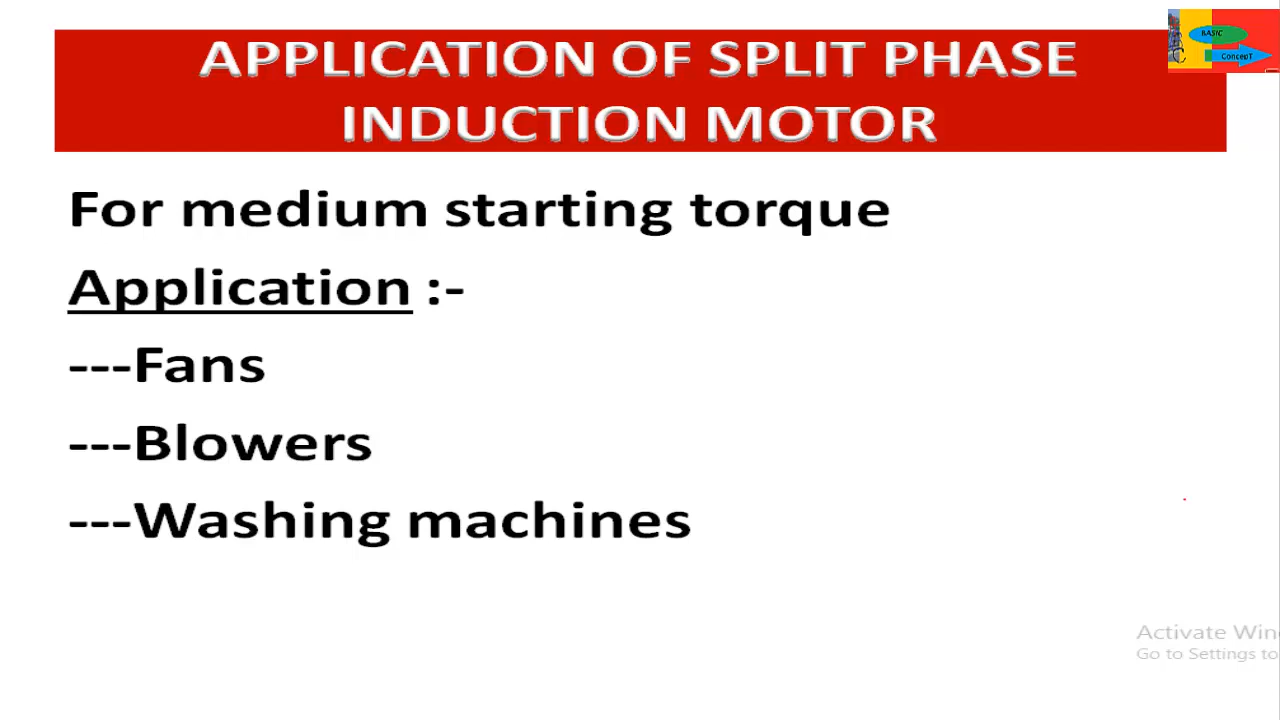 BASIC
ConcepT
APPLICATION OF SPLIT PHASE
INDUCTION MOTOR
For medium starting torque
Application :-
---Fans
---Blowers
---Washing machines
Activate Win
Go to Settings to